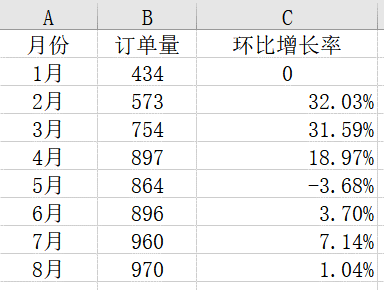 A B C
月份 订单量 环比增长率
1月 434 0
2月 573 32.03%
3月 754 31.59%
4月 897 18.97%
5月 864 -3.68%
6月 896 3.70%
7月 960 7.14%
8月 970 1.04%